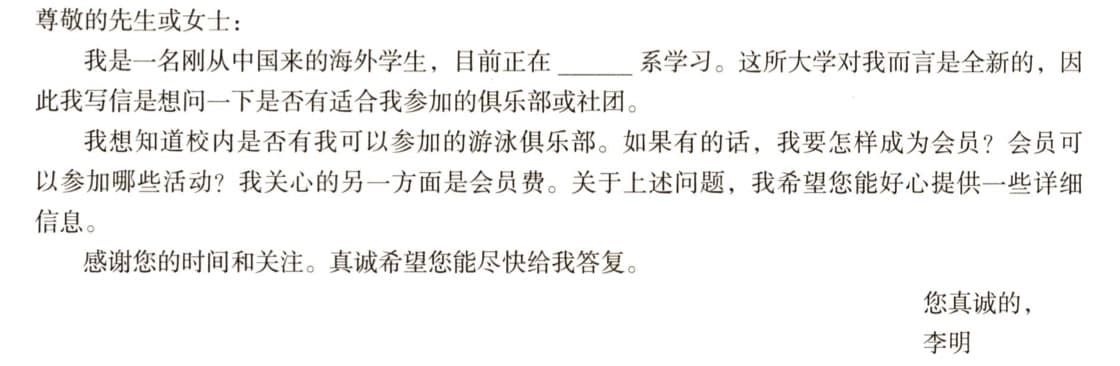 尊敬的先生或女士：
我是一名刚从中国来的海外学生，目前正在______系学习。这所大学对我而言是全新的，因
此我写信是想问一下是否有适合我参加的俱乐部或社团。
我想知道校内是否有我可以参加的游泳俱乐部。如果有的话，我要怎样成为会员？会员可
以参加哪些活动？我关心的另一方面是会员费。关于上述问题，我希望您能好心提供一些详细
信息。
感谢您的时间和关注。真诚希望您能尽快给我答复。
您真诚的，
李明